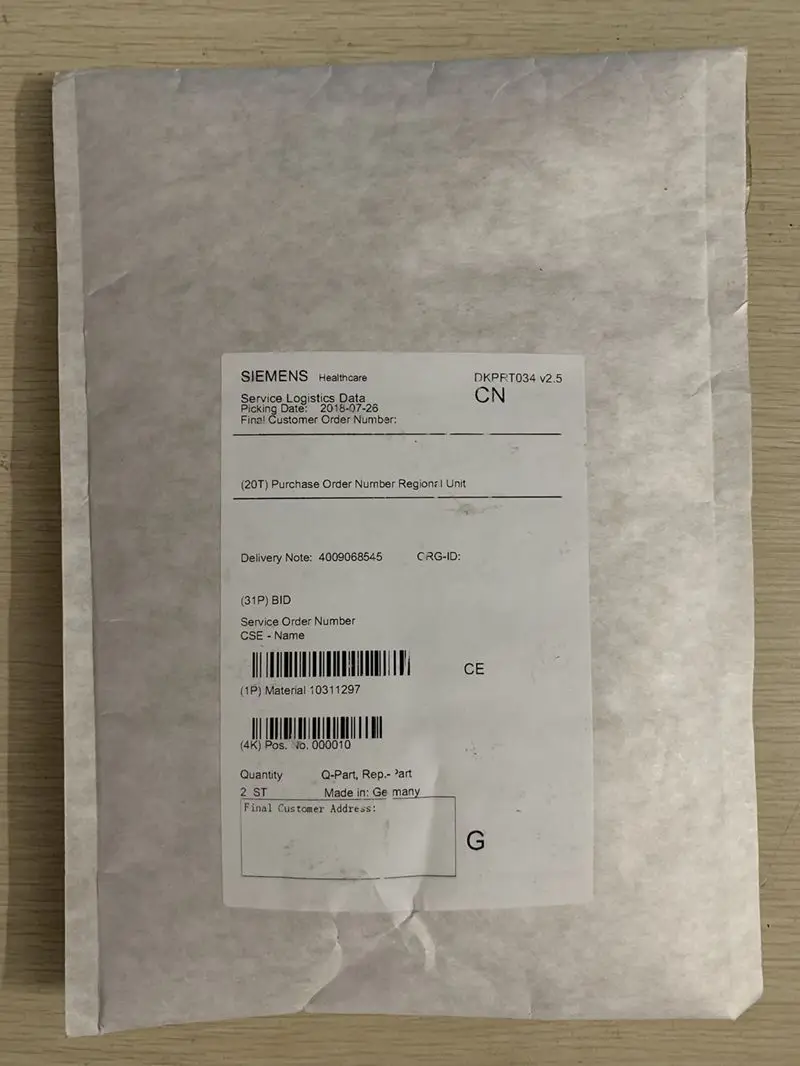 SIEMENS Healthcare DKPRT034 v2.5
Service Logistics Data CN
Picking Date: 2018-07-26
Final Customer Order Number:
(20T) Purchase Order Number Regional Unit
Delivery Note: 4009068545 ORG-ID:
(31P) BID
Service Order Number
CSE - Name
CE
(1P) Material 10311297
(4K) Pos. No. 000010
Quantity Q-Part, Rep.- Part
2 ST Made in: Germany
Final Customer Address:
G